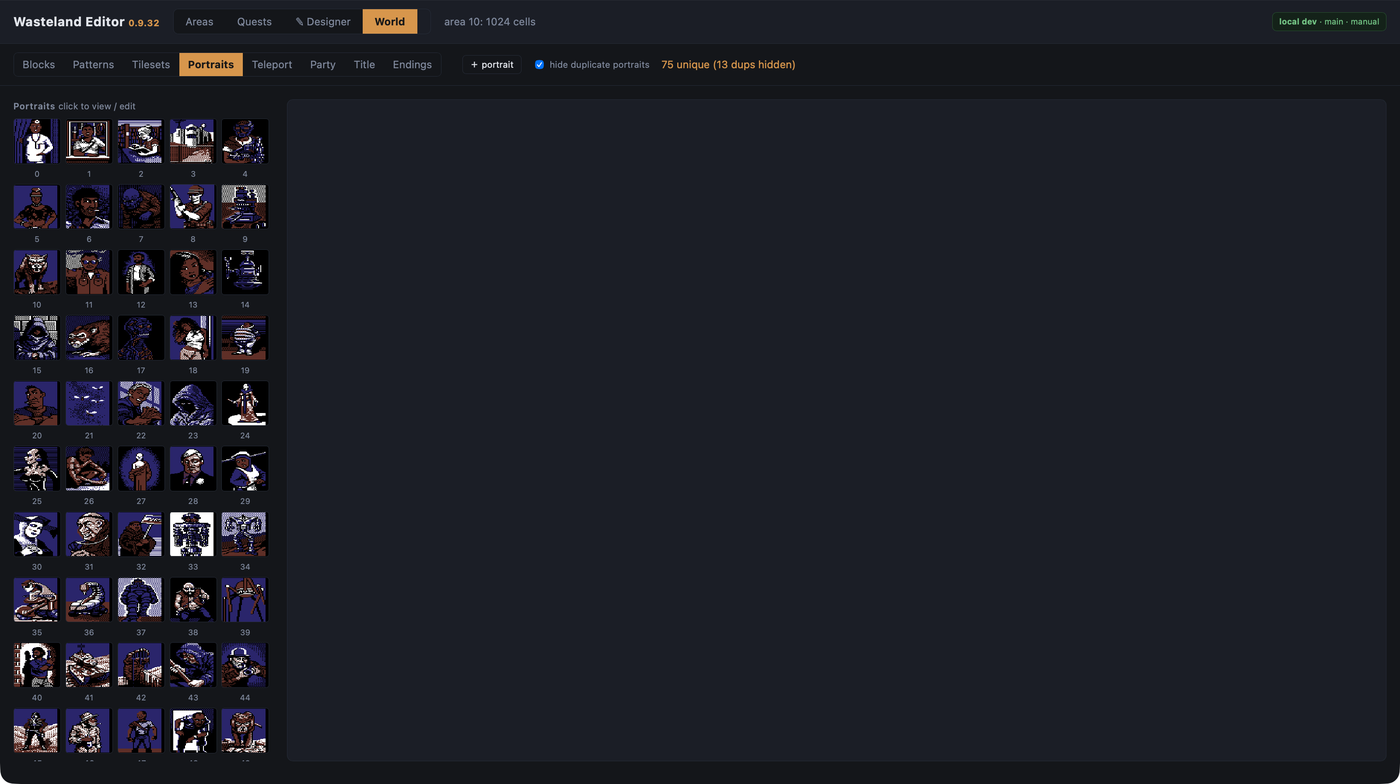 Wasteland Editor 0.9.32 Areas Quests ✎ Designer World area 10: 1024 cells local dev · main · manual
Blocks Patterns Tilesets Portraits Teleport Party Title Endings + portrait hide duplicate portraits 75 unique (13 dups hidden)
Portraits click to view / edit
0 1 2 3 4
5 6 7 8 9
10 11 12 13 14
15 16 17 18 19
20 21 22 23 24
25 26 27 28 29
30 31 32 33 34
35 36 37 38 39
40 41 42 43 44